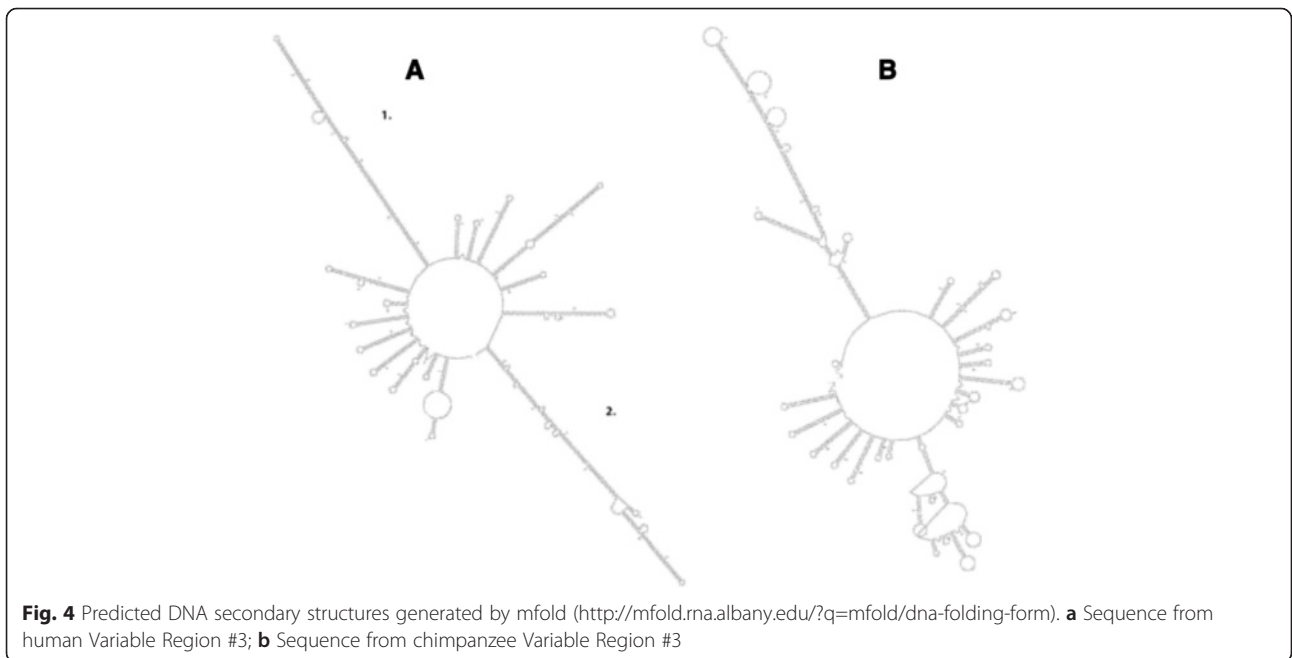 A
B
1.
2.
Fig. 4 Predicted DNA secondary structures generated by mfold (http://mfold.rna.albany.edu/?q=mfold/dna-folding-form). a Sequence from
human Variable Region #3; b Sequence from chimpanzee Variable Region #3